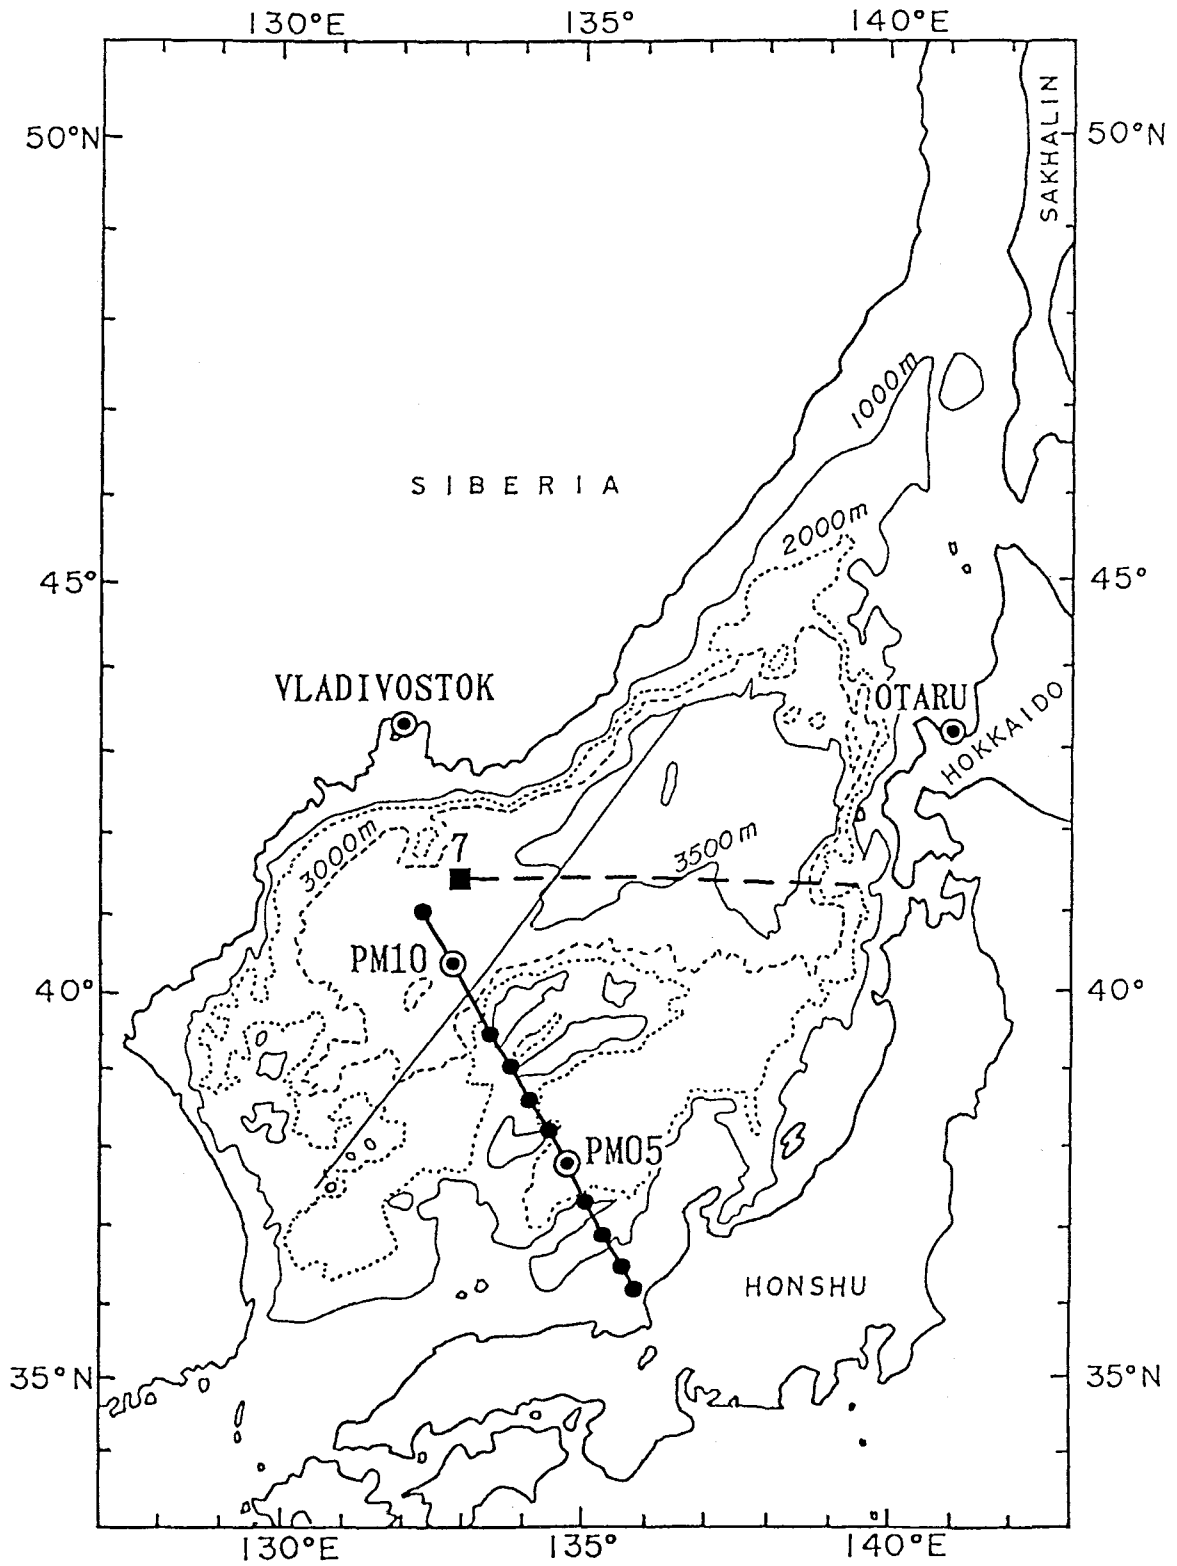 130°E 135° 140°E
50°N 50°N
SAKHALIN
1000m
SIBERIA
2000m
45° 45°
VLADIVOSTOK
OTARU
HOKKAIDO
3000m
7
3500m
PM10
40° 40°
PM05
HONSHU
35°N 35°N
130°E 135° 140°E